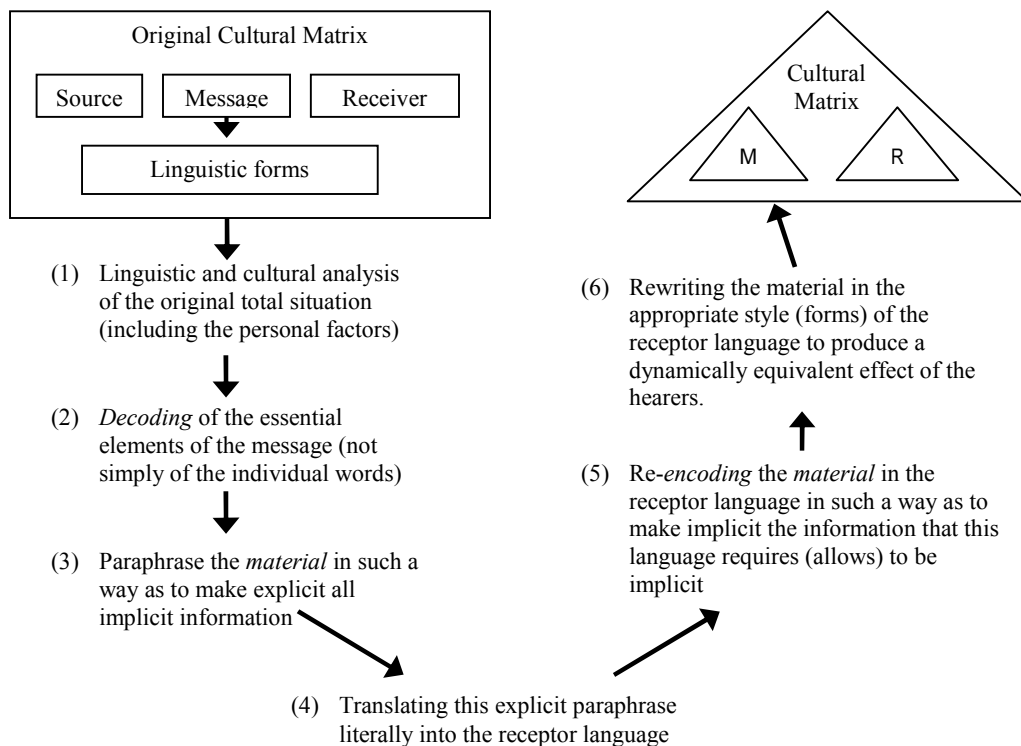 Original Cultural Matrix
Source
Message
Receiver
Linguistic forms
(1) Linguistic and cultural analysis
of the original total situation
(including the personal factors)
(2) Decoding of the essential
elements of the message (not
simply of the individual words)
(3) Paraphrase the material in such a
way as to make explicit all
implicit information
(4) Translating this explicit paraphrase
literally into the receptor language
(5) Re-encoding the material in the
receptor language in such a way as to
make implicit the information that this
language requires (allows) to be
implicit
(6) Rewriting the material in the
appropriate style (forms) of the
receptor language to produce a
dynamically equivalent effect of the
hearers.
Cultural
Matrix
M
R